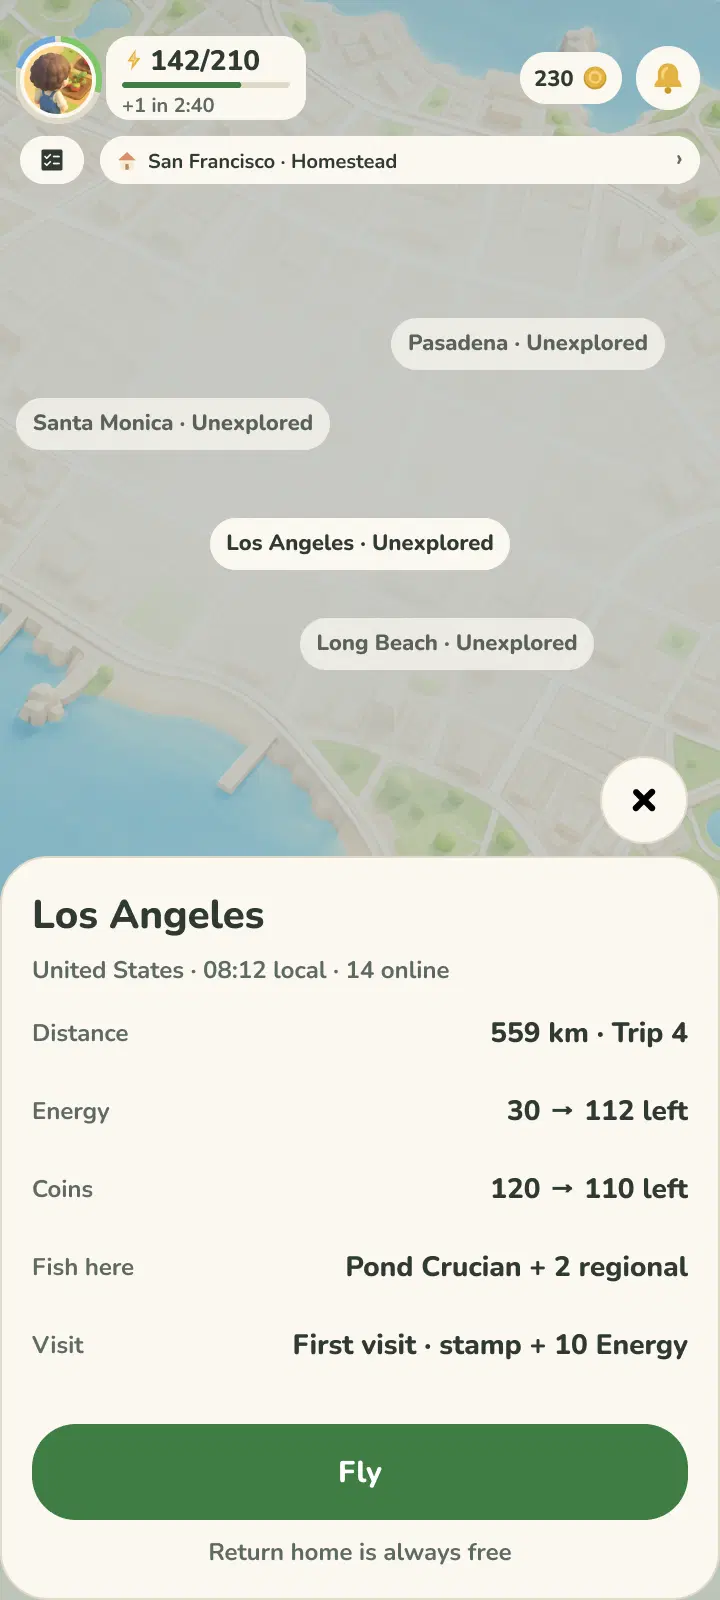 142/210
+1 in 2:40
230
San Francisco · Homestead
Pasadena · Unexplored
Santa Monica · Unexplored
Los Angeles · Unexplored
Long Beach · Unexplored
Los Angeles
United States · 08:12 local · 14 online
Distance 559 km · Trip 4
Energy 30 → 112 left
Coins 120 → 110 left
Fish here Pond Crucian + 2 regional
Visit First visit · stamp + 10 Energy
Fly
Return home is always free